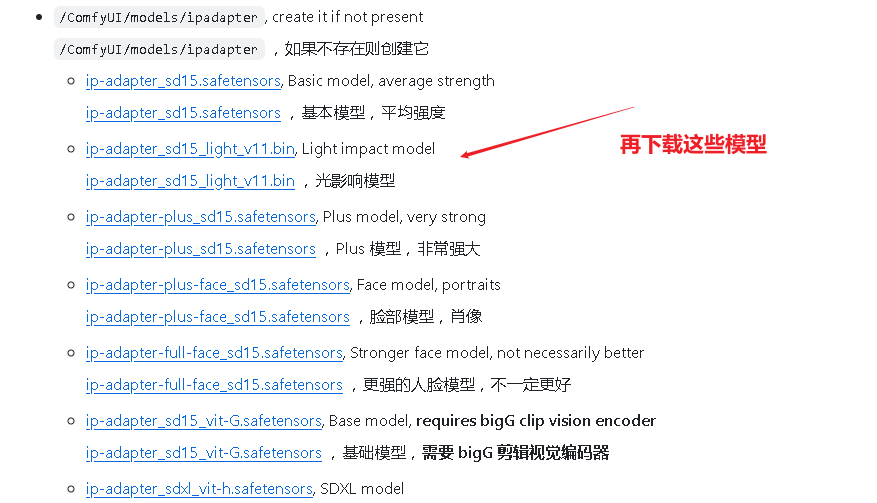 /ComfyUI/models/ipadapter , create it if not present
/ComfyUI/models/ipadapter ，如果不存在则创建它
ip-adapter_sd15.safetensors, Basic model, average strength
ip-adapter_sd15.safetensors ，基本模型，平均强度
ip-adapter_sd15_light_v11.bin, Light impact model
再下载这些模型
ip-adapter_sd15_light_v11.bin ，光影响模型
ip-adapter-plus_sd15.safetensors, Plus model, very strong
ip-adapter-plus_sd15.safetensors ，Plus 模型，非常强大
ip-adapter-plus-face_sd15.safetensors, Face model, portraits
ip-adapter-plus-face_sd15.safetensors ，脸部模型，肖像
ip-adapter-full-face_sd15.safetensors, Stronger face model, not necessarily better
ip-adapter-full-face_sd15.safetensors ，更强的人脸模型，不一定更好
ip-adapter_sd15_vit-G.safetensors, Base model, requires bigG clip vision encoder
ip-adapter_sd15_vit-G.safetensors ，基础模型，需要 bigG 剪辑视觉编码器
ip-adapter_sdxl_vit-h.safetensors, SDXL model